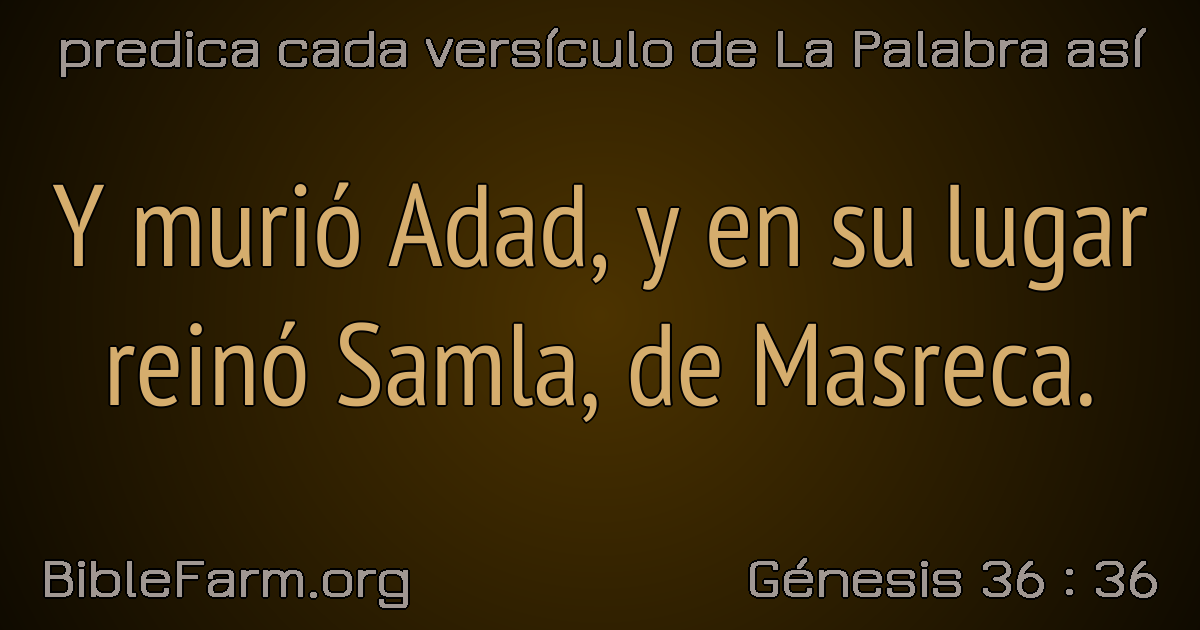 predica cada versículo de La Palabra así
Y murió Adad, y en su lugar
reinó Samla, de Masreca.
BibleFarm.org
Génesis 36 : 36